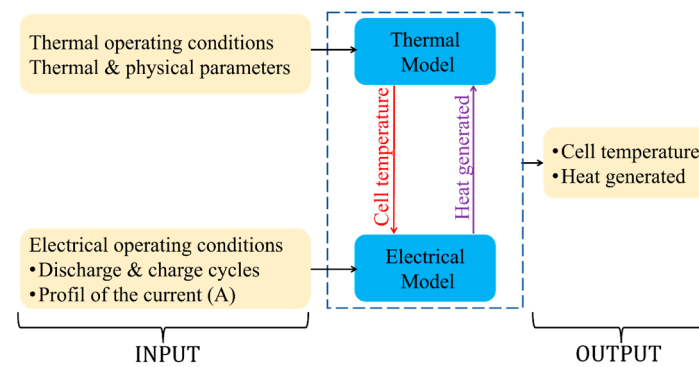 Thermal operating conditions
Thermal & physical parameters
Thermal
Model
Cell temperature
Heat generated
•Cell temperature
•Heat generated
Electrical operating conditions
•Discharge & charge cycles
•Profil of the current (A)
Electrical
Model
INPUT
OUTPUT